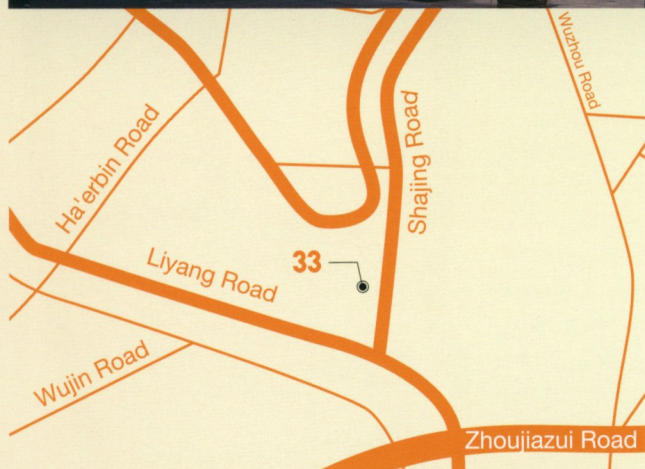 Wuzhou Road
Ha'erbin Road
Shajing Road
33
Liyang Road
Wujin Road
Zhoujiazui Road